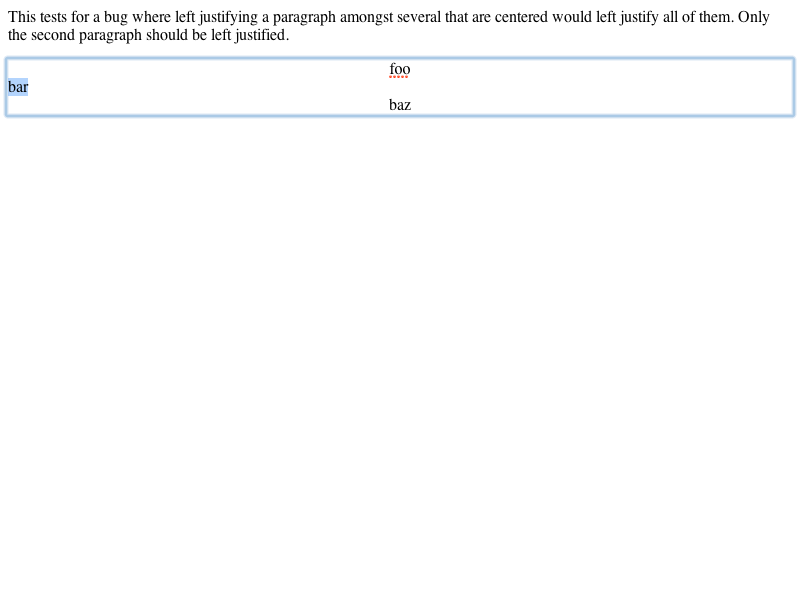 This tests for a bug where left justifying a paragraph amongst several that are centered would left justify all of them. Only
the second paragraph should be left justified.
foo
bar
baz